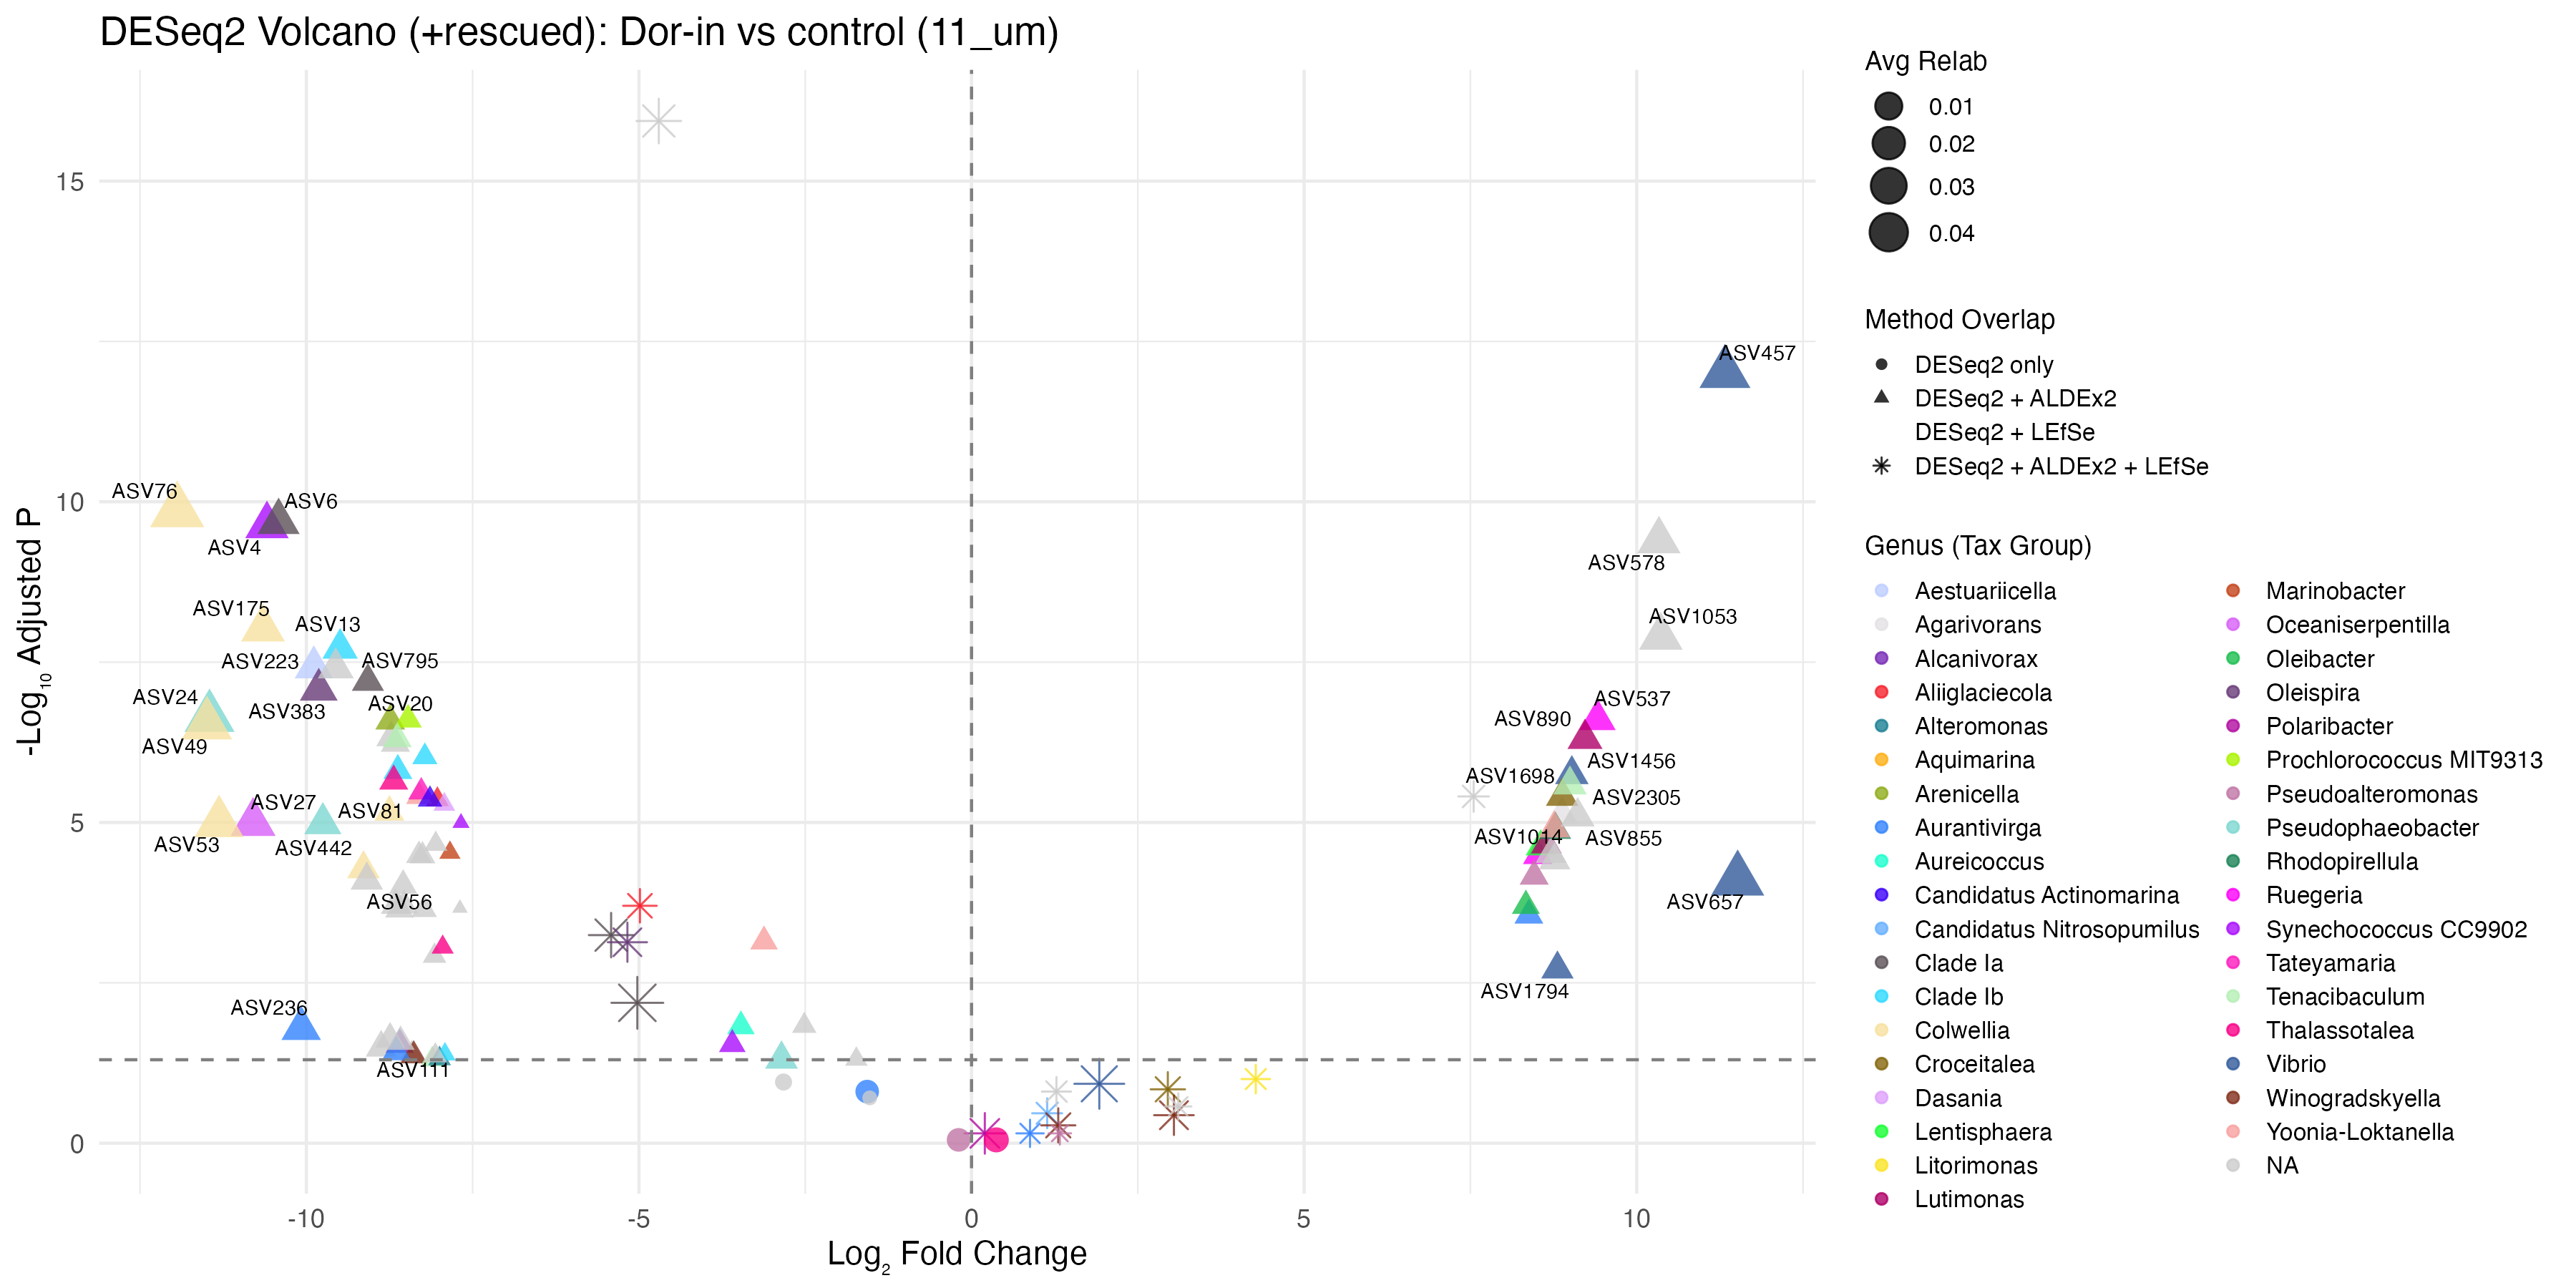 DESeq2 Volcano (+rescued): Dor-in vs control (11_um)
-Log10 Adjusted P
15
10
5
0
-10
-5
0
5
10
Log2 Fold Change
ASV457
ASV76
ASV6
ASV4
ASV578
ASV175
ASV13
ASV1053
ASV223
ASV795
ASV24
ASV383
ASV20
ASV537
ASV890
ASV49
ASV1456
ASV1698
ASV27
ASV81
ASV2305
ASV53
ASV442
ASV1014
ASV855
ASV56
ASV657
ASV1794
ASV236
ASV111
Avg Relab
0.01
0.02
0.03
0.04
Method Overlap
DESeq2 only
DESeq2 + ALDEx2
DESeq2 + LEfSe
DESeq2 + ALDEx2 + LEfSe
Genus (Tax Group)
Aestuariicella
Agarivorans
Alcanivorax
Aliiglaciecola
Alteromonas
Aquimarina
Arenicella
Aurantivirga
Aureicoccus
Candidatus Actinomarina
Candidatus Nitrosopumilus
Clade Ia
Clade Ib
Colwellia
Croceitalea
Dasania
Lentisphaera
Litorimonas
Lutimonas
Marinobacter
Oceaniserpentilla
Oleibacter
Oleispira
Polaribacter
Prochlorococcus MIT9313
Pseudoalteromonas
Pseudophaeobacter
Rhodopirellula
Ruegeria
Synechococcus CC9902
Tateyamaria
Tenacibaculum
Thalassotalea
Vibrio
Winogradskyella
Yoonia-Loktanella
NA